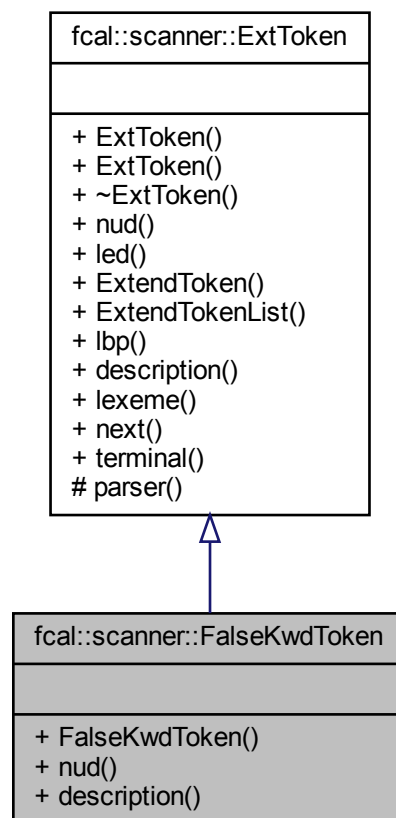 fcal::scanner::ExtToken
+ ExtToken()
+ ExtToken()
+ ~ExtToken()
+ nud()
+ led()
+ ExtendToken()
+ ExtendTokenList()
+ lbp()
+ description()
+ lexeme()
+ next()
+ terminal()
# parser()
fcal::scanner::FalseKwdToken
+ FalseKwdToken()
+ nud()
+ description()